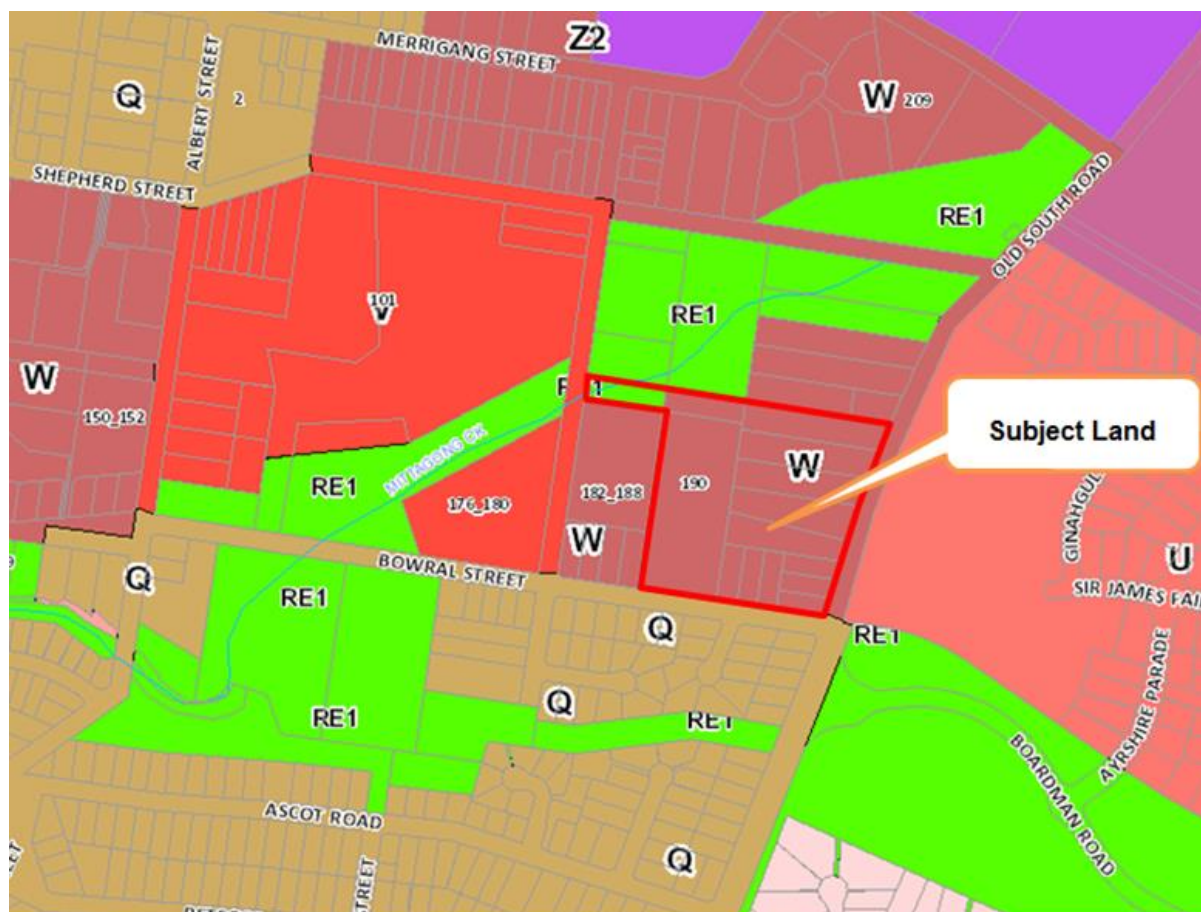 Z2
MERRIGANG STREET
Q
2
ALBERT STREET
W
209
SHEPHERD STREET
RE1
OLD SOUTH ROAD
101
V
RE1
W
150_152
MITTAGONG CK
Subject Land
W
190
RE1
176_180
182_188
W
BOWRAL STREET
Q
RE1
U
SIR JAMES FAI
Q
RE1
Q
RE1
RE1
AYRSHIRE PARADE
BOARDMAN ROAD
ASCOT ROAD
Q
STREET